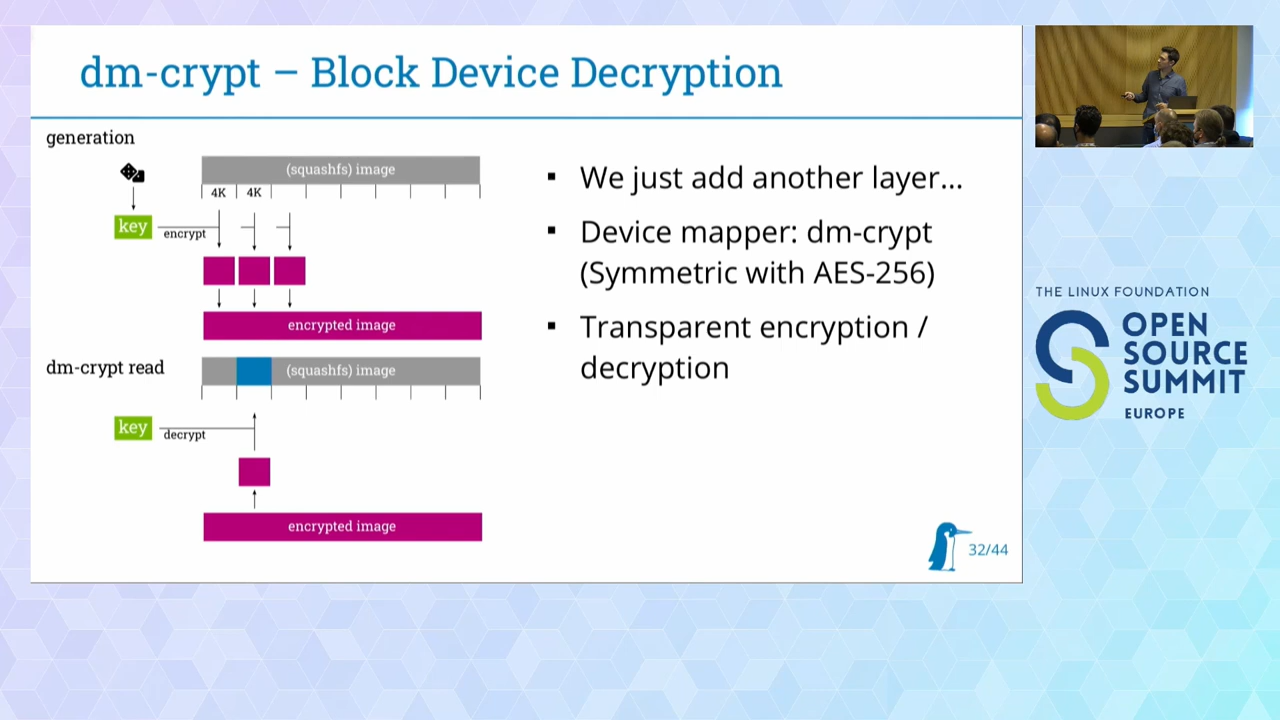 dm-crypt – Block Device Decryption
generation
(squashfs) image
4K 4K
key
encrypt
encrypted image
dm-crypt read
(squashfs) image
key
decrypt
encrypted image
▪ We just add another layer...
▪ Device mapper: dm-crypt
(Symmetric with AES-256)
▪ Transparent encryption /
decryption
32/44
THE LINUX FOUNDATION
OPEN
SOURCE
SUMMIT
EUROPE